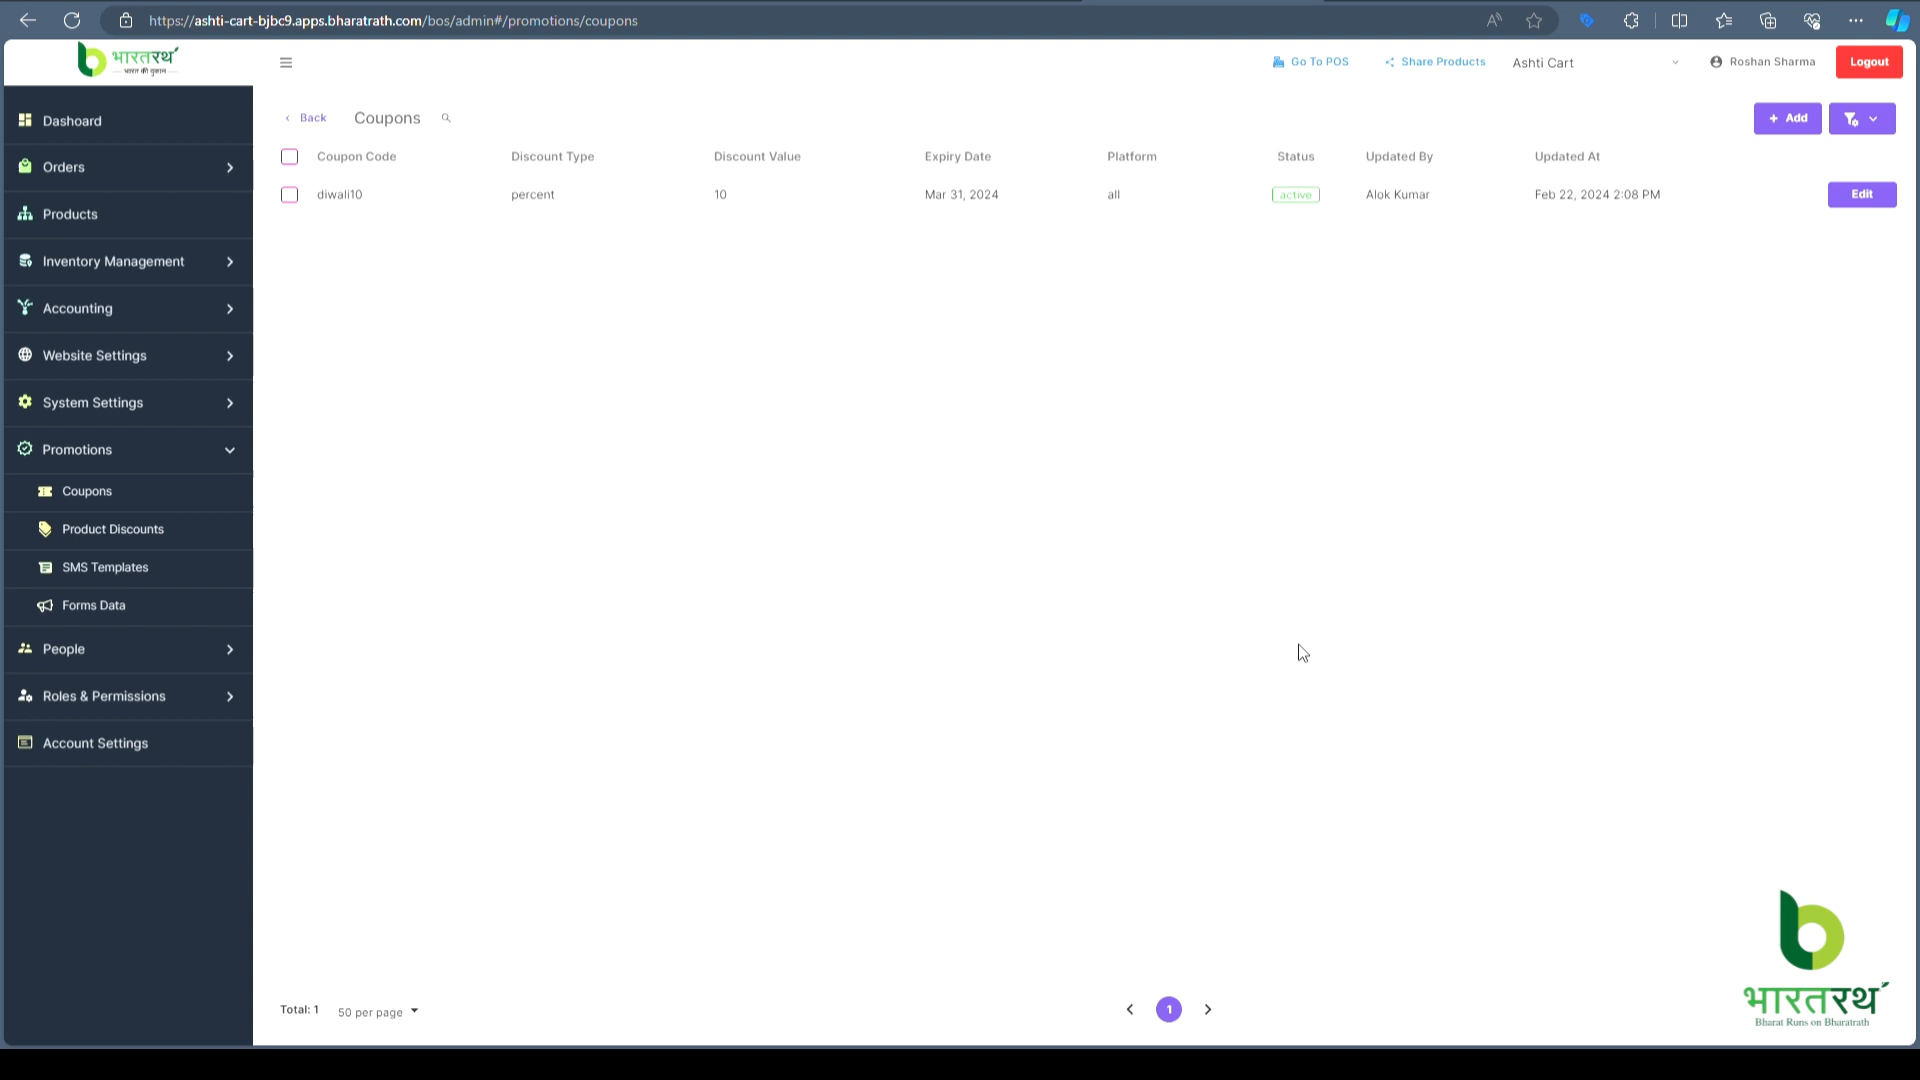 https://ashti-cart-bjbc9.apps.bharatrath.com/bos/admin#/promotions/coupons
भारतरथ
भारत की दुकान
Go To POS
Share Products
Ashti Cart
Roshan Sharma
Logout
Dashoard
Orders
Products
Inventory Management
Accounting
Website Settings
System Settings
Promotions
Coupons
Product Discounts
SMS Templates
Forms Data
People
Roles & Permissions
Account Settings
Back Coupons
+ Add
Coupon Code Discount Type Discount Value Expiry Date Platform Status Updated By Updated At
diwali10 percent 10 Mar 31, 2024 all active Alok Kumar Feb 22, 2024 2:08 PM Edit
Total: 1 50 per page 1
भारतरथ
Bharat Runs on Bharatrath